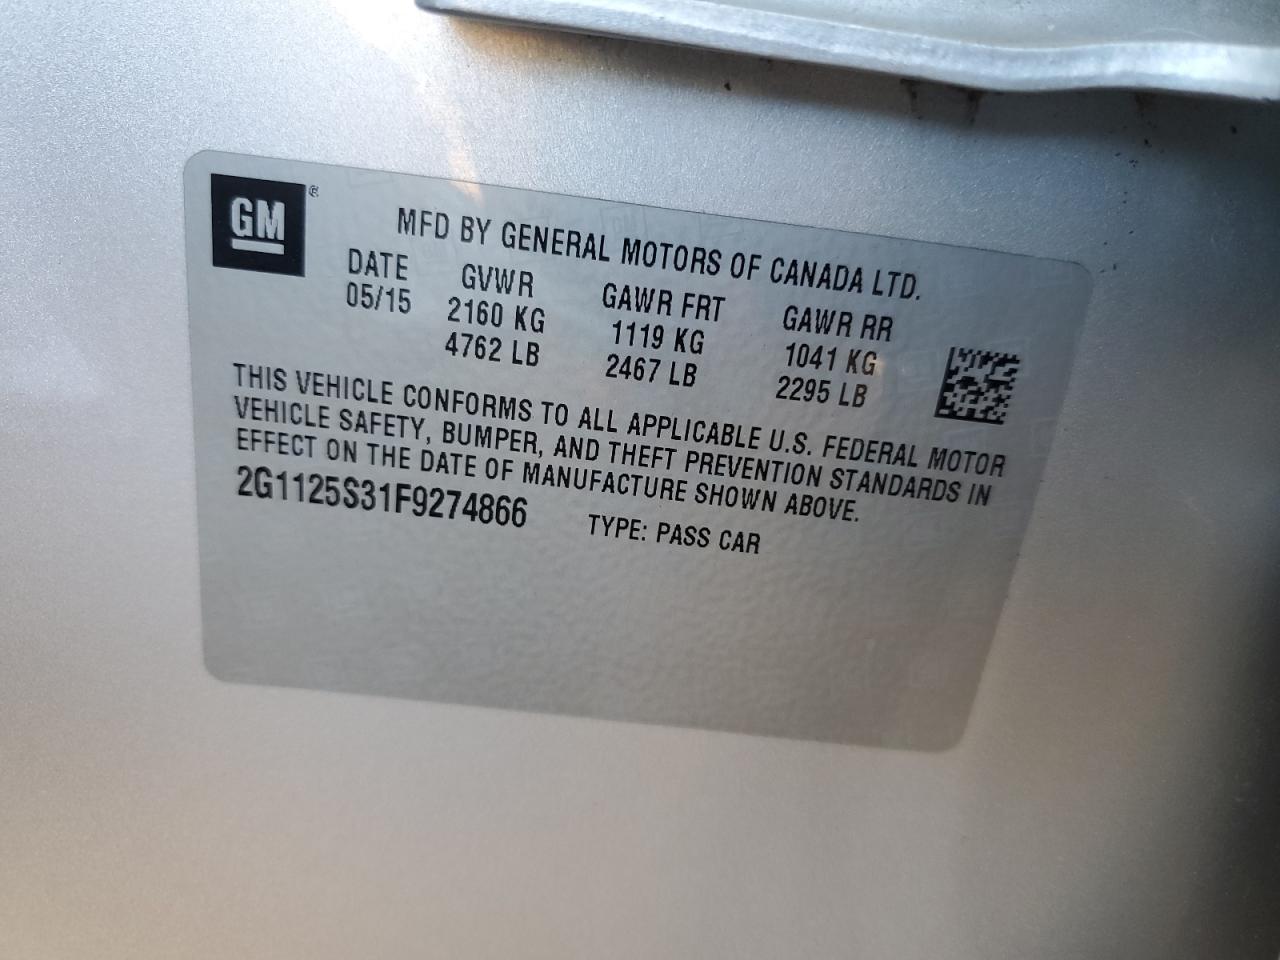 GM ®
MFD BY GENERAL MOTORS OF CANADA LTD.
DATE GVWR GAWR FRT GAWR RR
05/15 2160 KG 1119 KG 1041 KG
4762 LB 2467 LB 2295 LB
THIS VEHICLE CONFORMS TO ALL APPLICABLE U.S. FEDERAL MOTOR
VEHICLE SAFETY, BUMPER, AND THEFT PREVENTION STANDARDS IN
EFFECT ON THE DATE OF MANUFACTURE SHOWN ABOVE.
2G1125S31F9274866 TYPE: PASS CAR